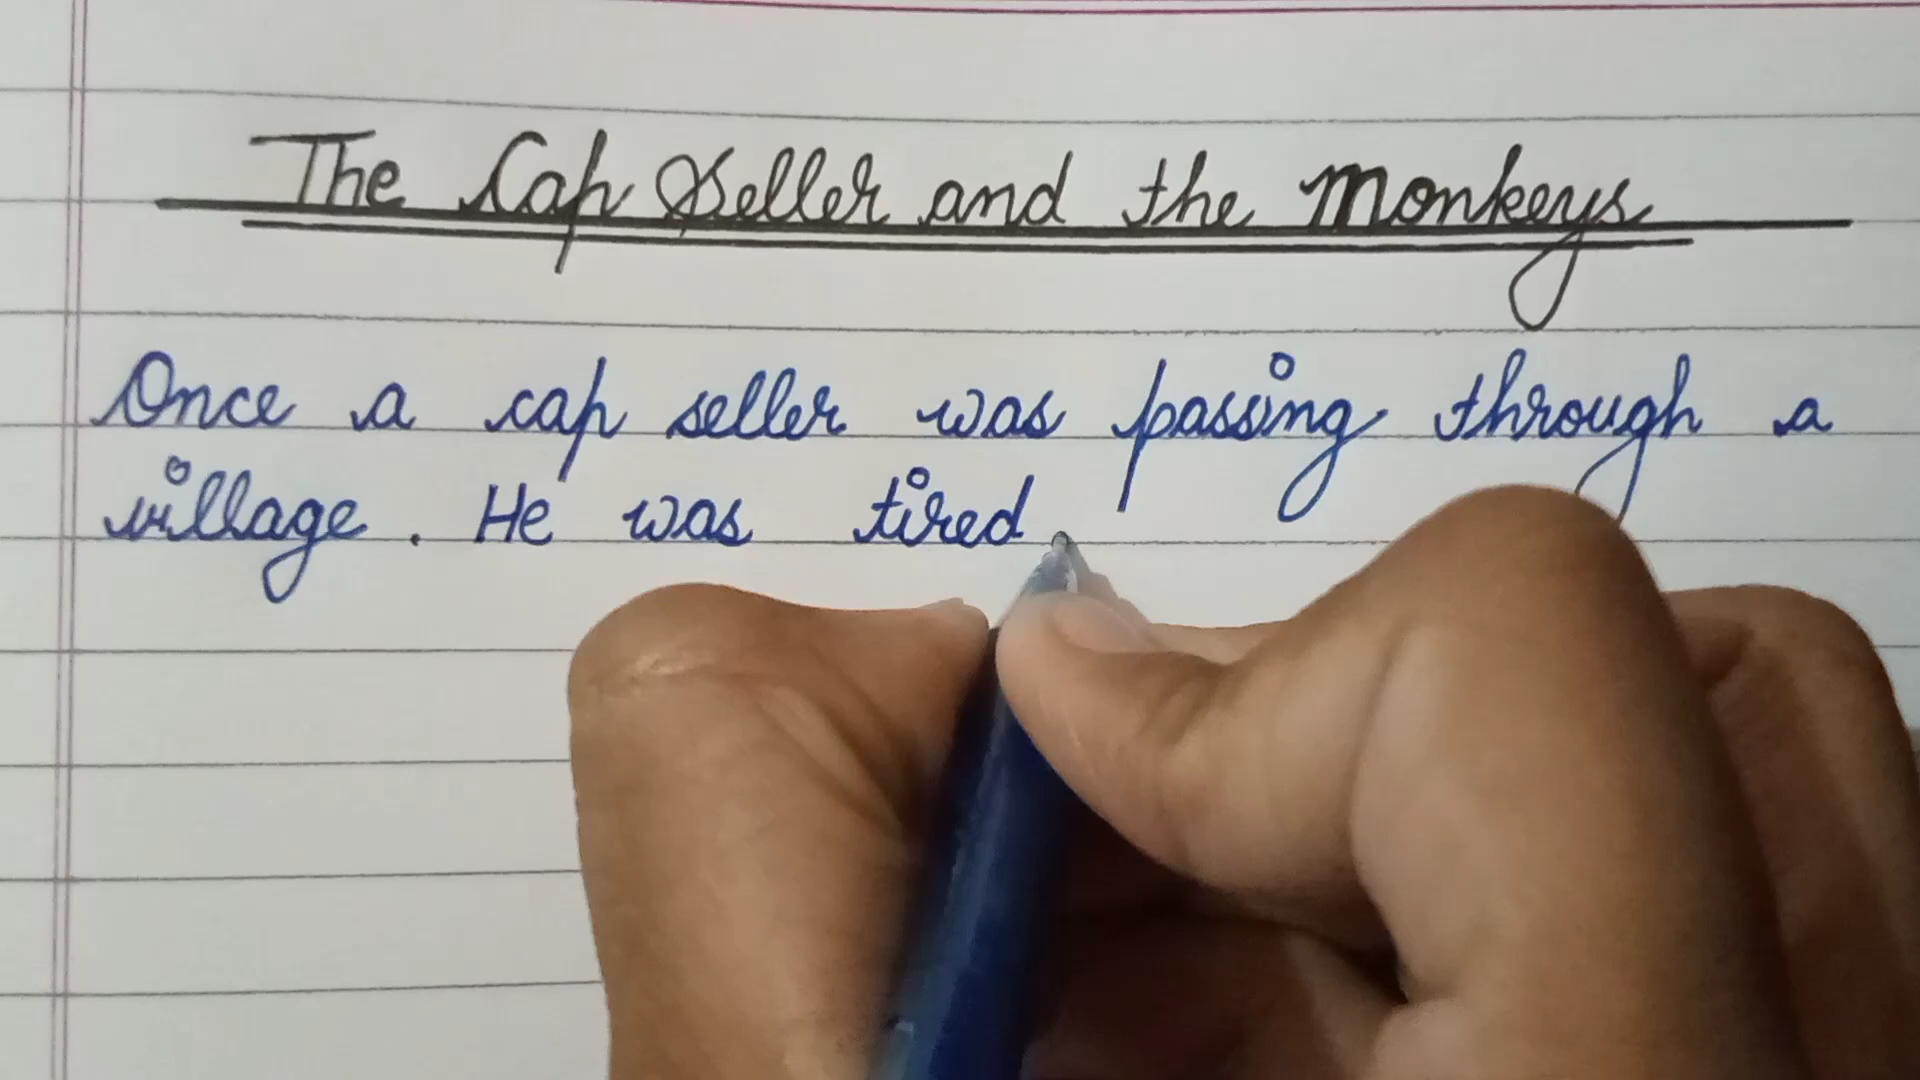 The Cap Seller and the Monkeys
Once a cap seller was passing through a
village. He was tired.